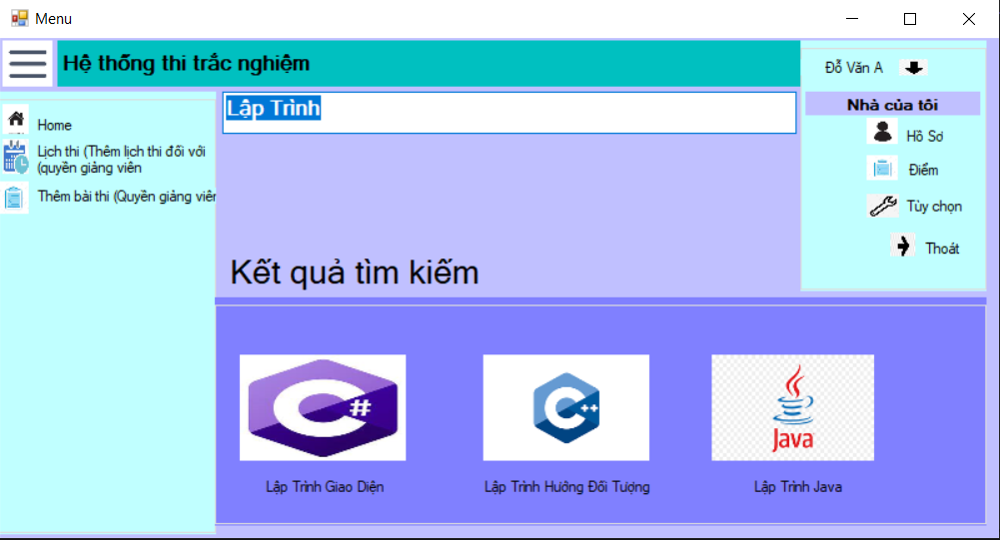 Menu
Hệ thống thi trắc nghiệm
Đỗ Văn A
Lập Trình
Nhà của tôi
Home
Hồ Sơ
Lịch thi (Thêm lịch thi đối với
(quyền giảng viên
Điểm
Thêm bài thi (Quyền giảng viên
Tùy chọn
Thoát
Kết quả tìm kiếm
C#
C++
Java
Lập Trình Giao Diện
Lập Trình Hướng Đối Tượng
Lập Trình Java